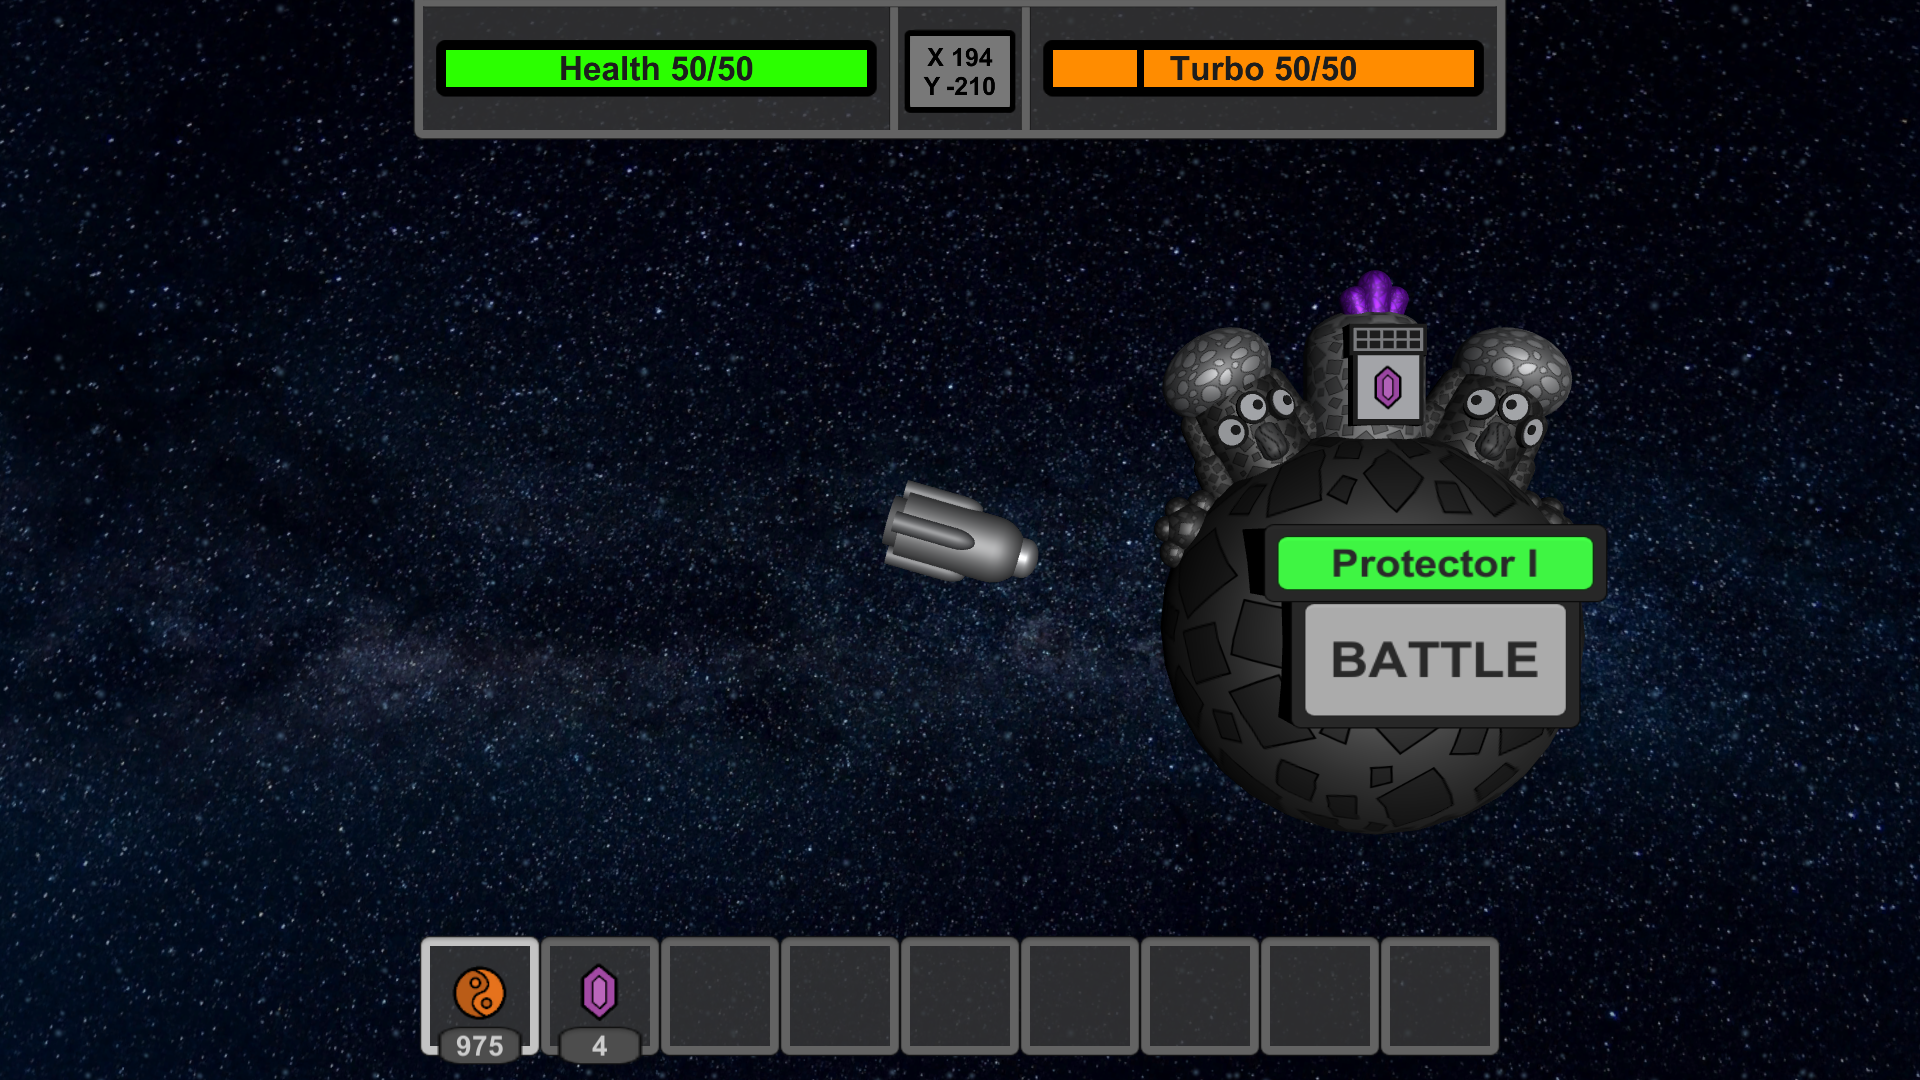 Health 50/50
X 194
Y -210
Turbo 50/50
Protector I
BATTLE
975
4